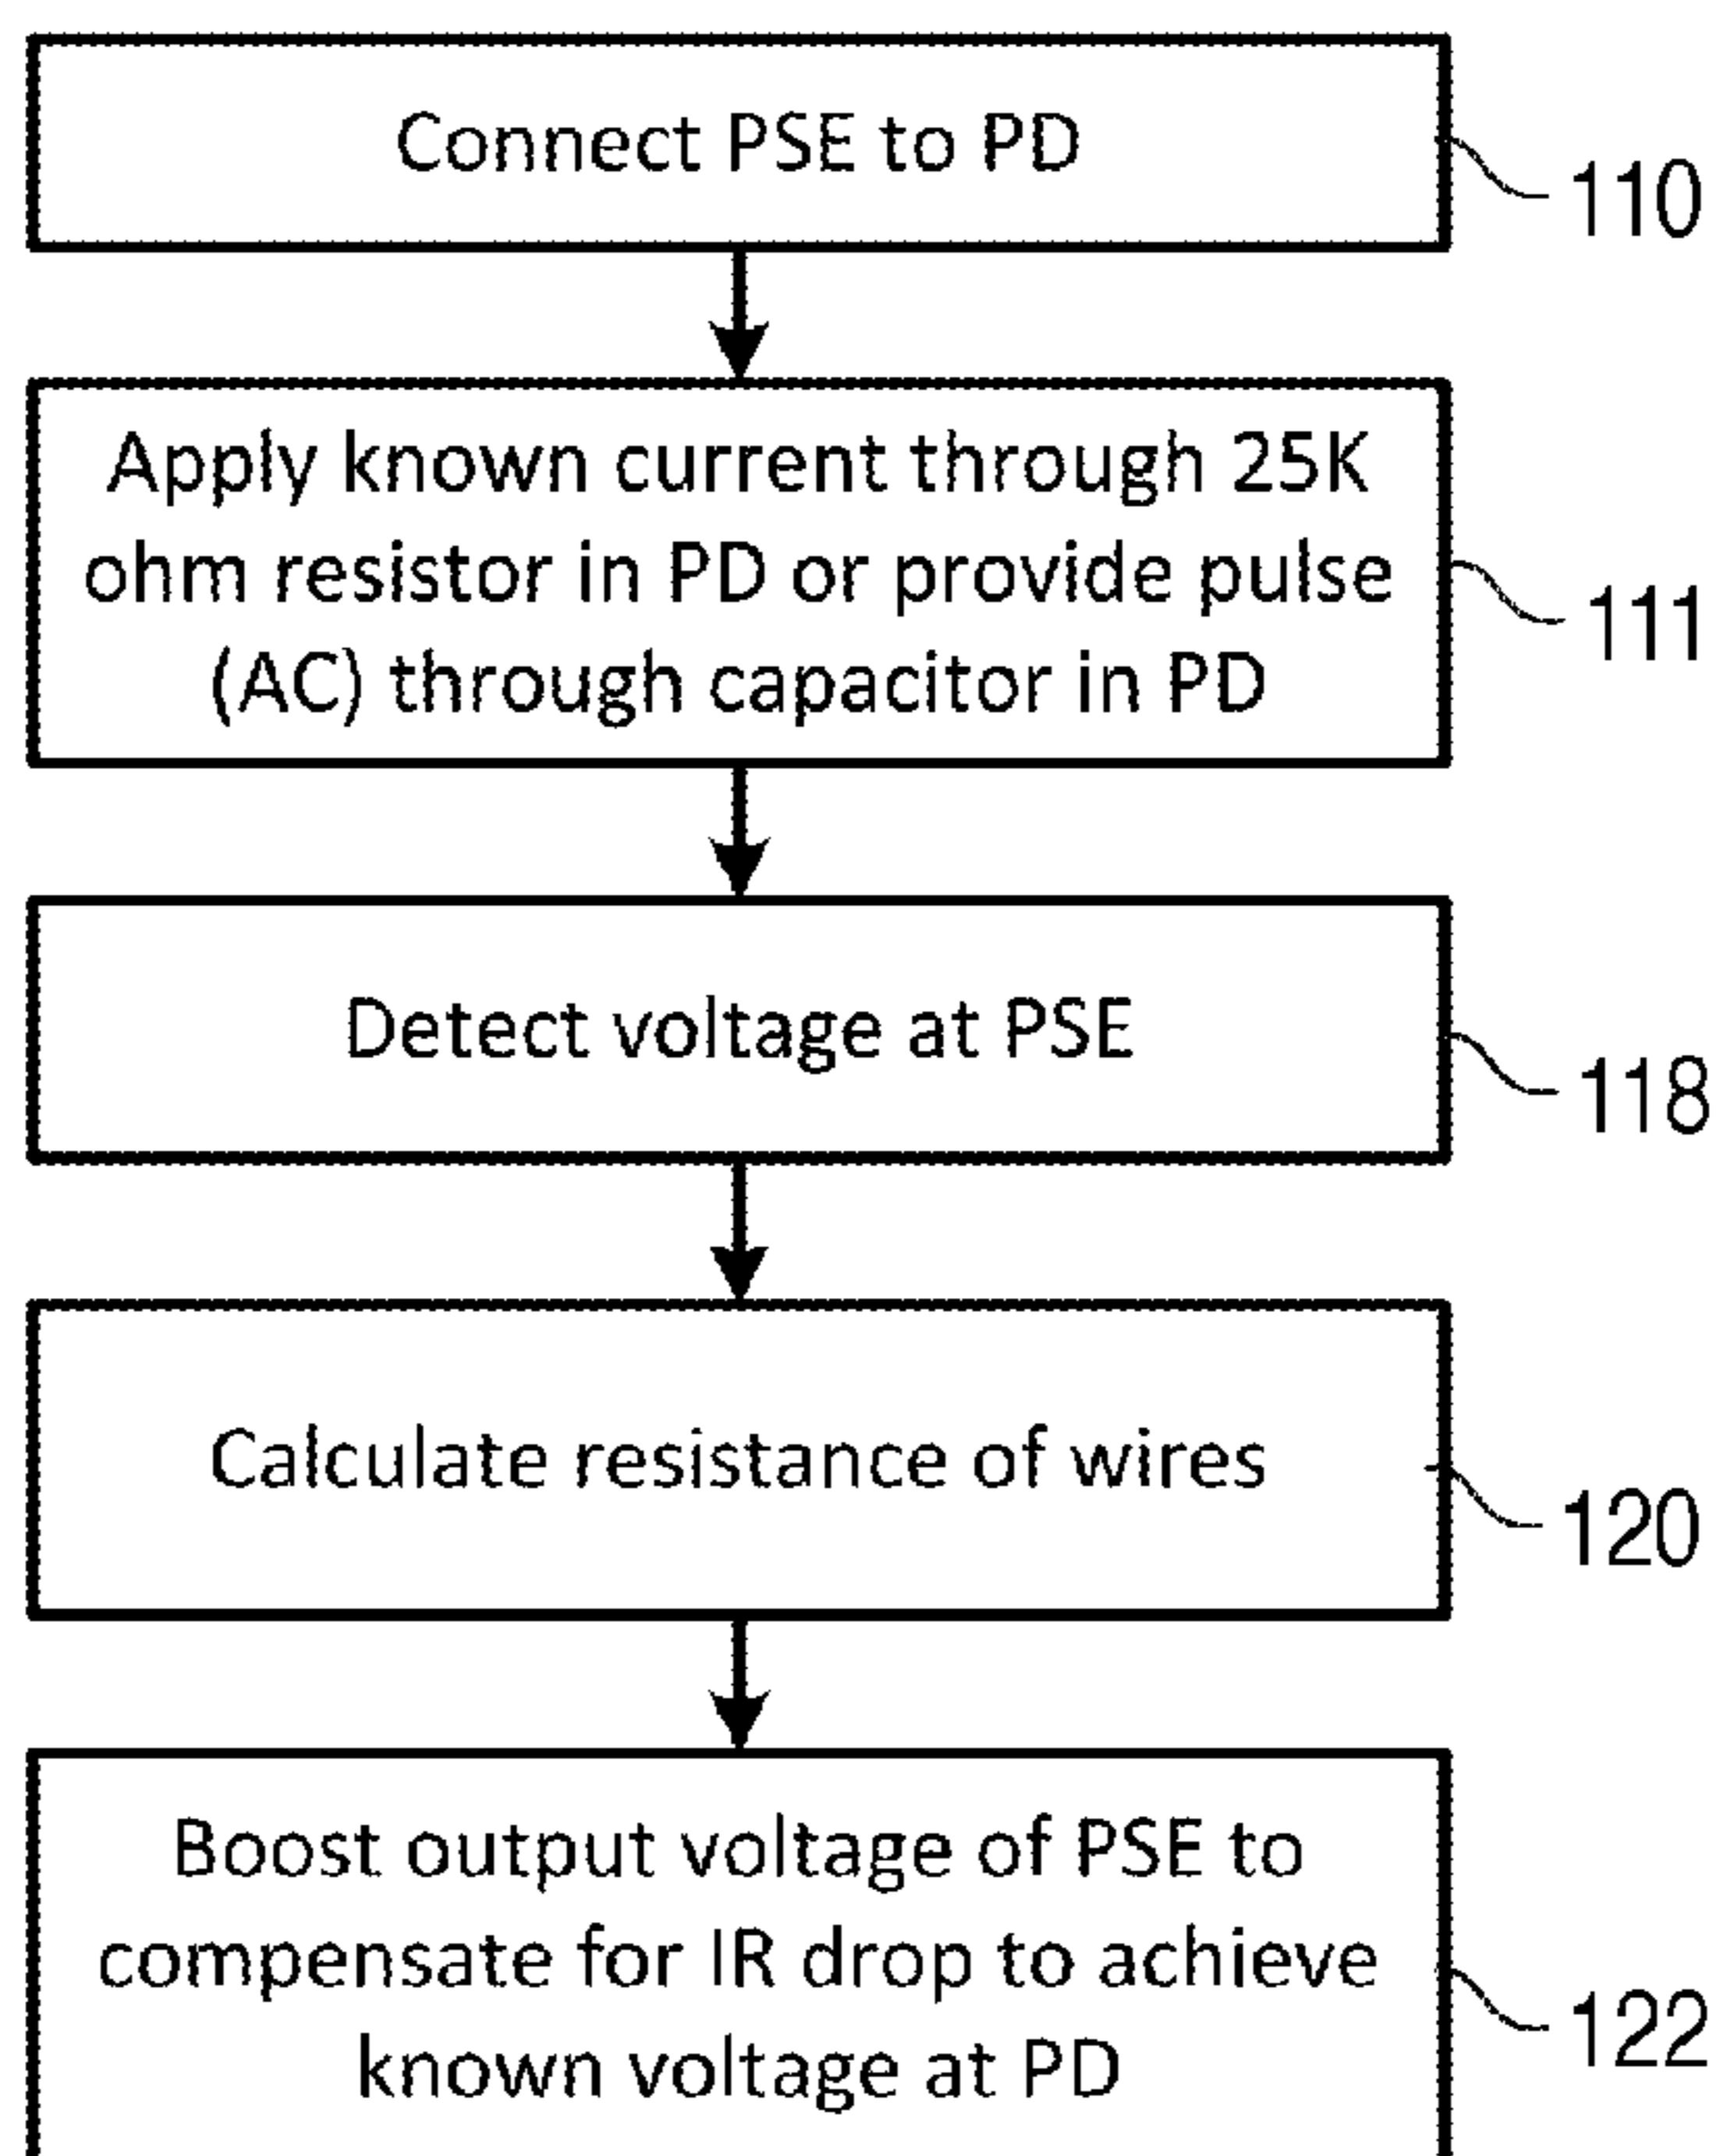 Connect PSE to PD
110
Apply known current through 25K
ohm resistor in PD or provide pulse
(AC) through capacitor in PD
111
Detect voltage at PSE
118
Calculate resistance of wires
120
Boost output voltage of PSE to
compensate for IR drop to achieve
known voltage at PD
122